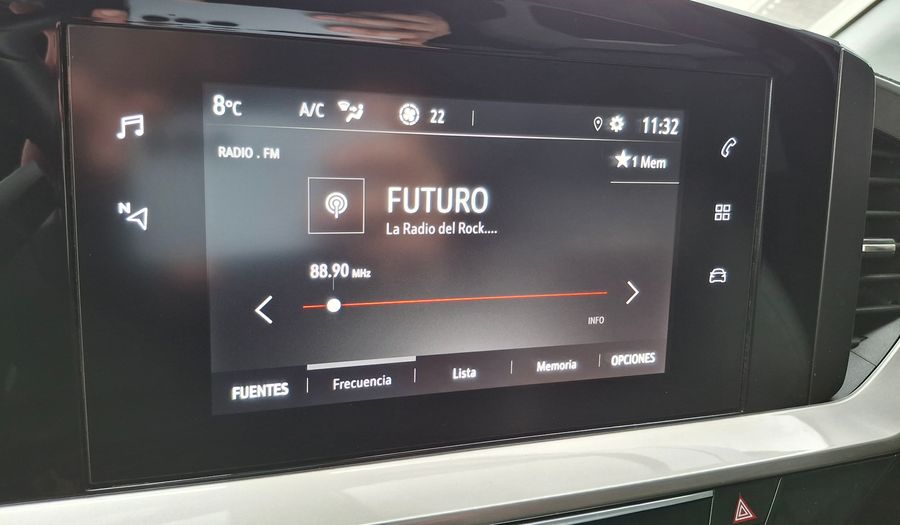 8°C A/C 22 11:32
RADIO . FM
1 Mem
FUTURO
La Radio del Rock....
N
88.90 MHz
INFO
FUENTES Frecuencia Lista Memoria OPCIONES